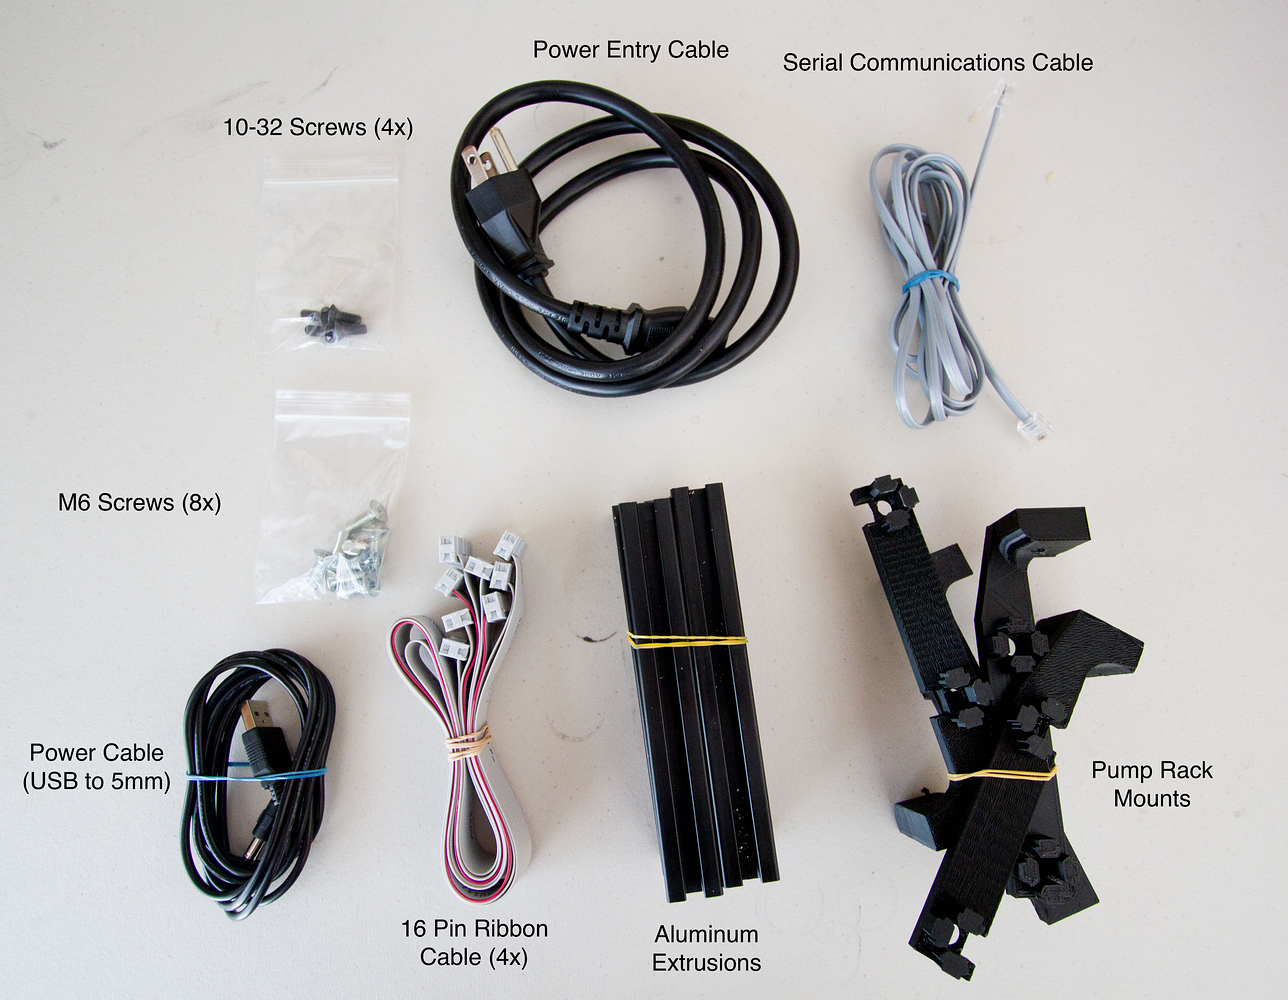 Power Entry Cable
Serial Communications Cable
10-32 Screws (4x)
M6 Screws (8x)
Power Cable
(USB to 5mm)
16 Pin Ribbon
Cable (4x)
Aluminum
Extrusions
Pump Rack
Mounts